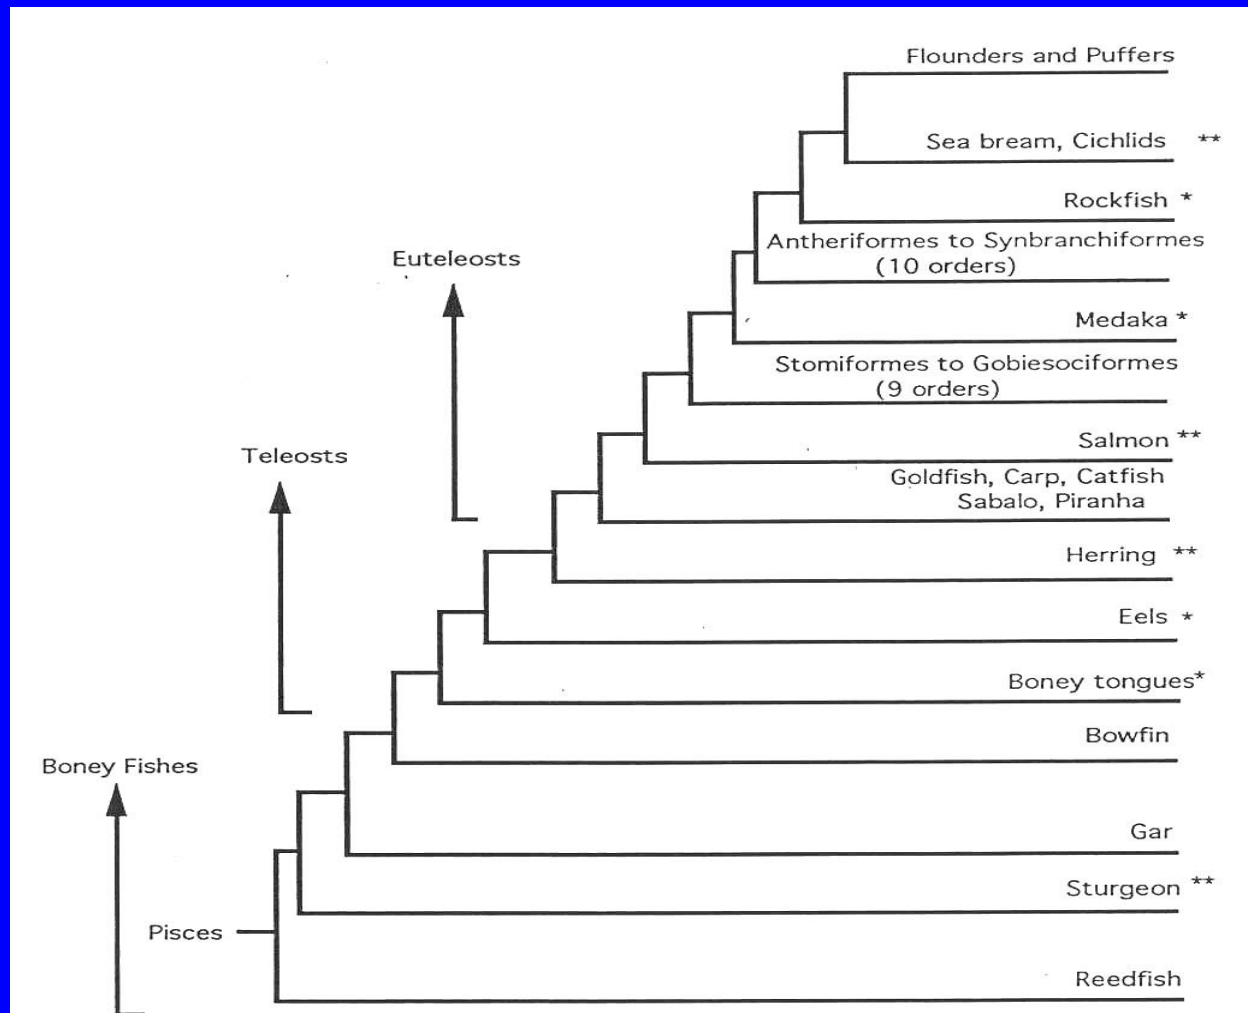 Flounders and Puffers
Sea bream, Cichlids **
Rockfish *
Antheriformes to Synbranchiformes
(10 orders)
Euteleosts
Medaka *
Stomiformes to Gobiesociformes
(9 orders)
Salmon **
Teleosts
Goldfish, Carp, Catfish
Sabalo, Piranha
Herring **
Eels *
Boney tongues*
Bowfin
Boney Fishes
Gar
Sturgeon **
Pisces
Reedfish